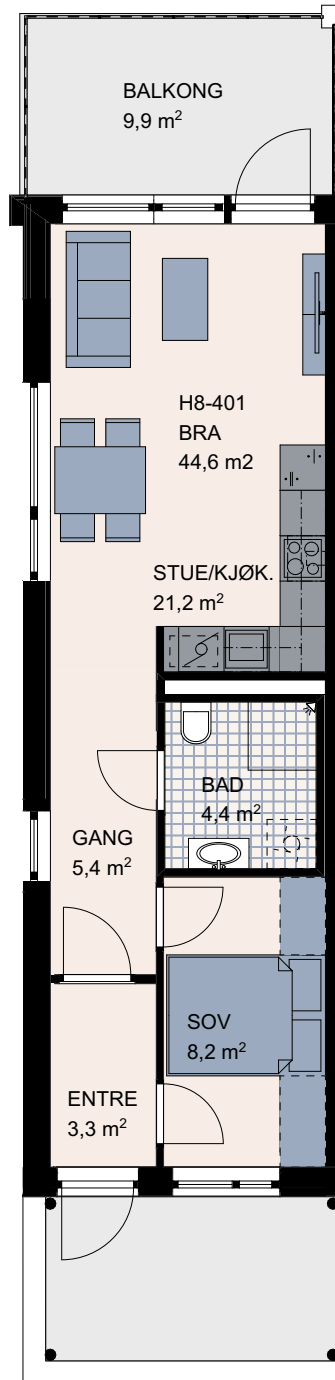 BALKONG
9,9 m²
H8-401
BRA
44,6 m2
STUE/KJØK.
21,2 m²
BAD
4,4 m²
GANG
5,4 m²
SOV
8,2 m²
ENTRE
3,3 m²